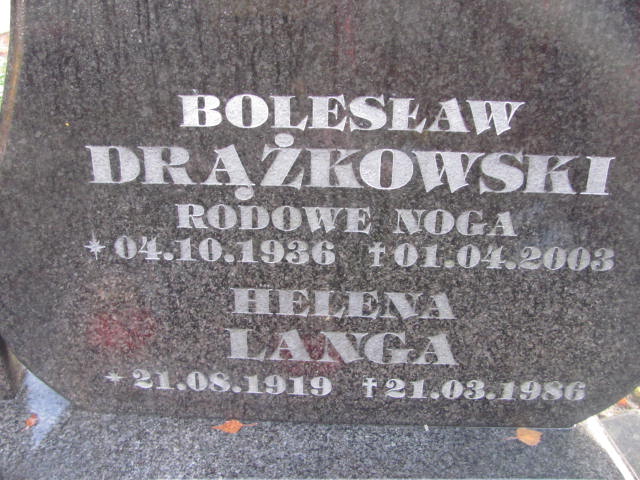 BOLESŁAW
DRĄŻKOWSKI
RODOWE NOGA
* 04.10.1936 † 01.04.2003
HELENA
LANGA
* 21.08.1919 † 21.03.1986